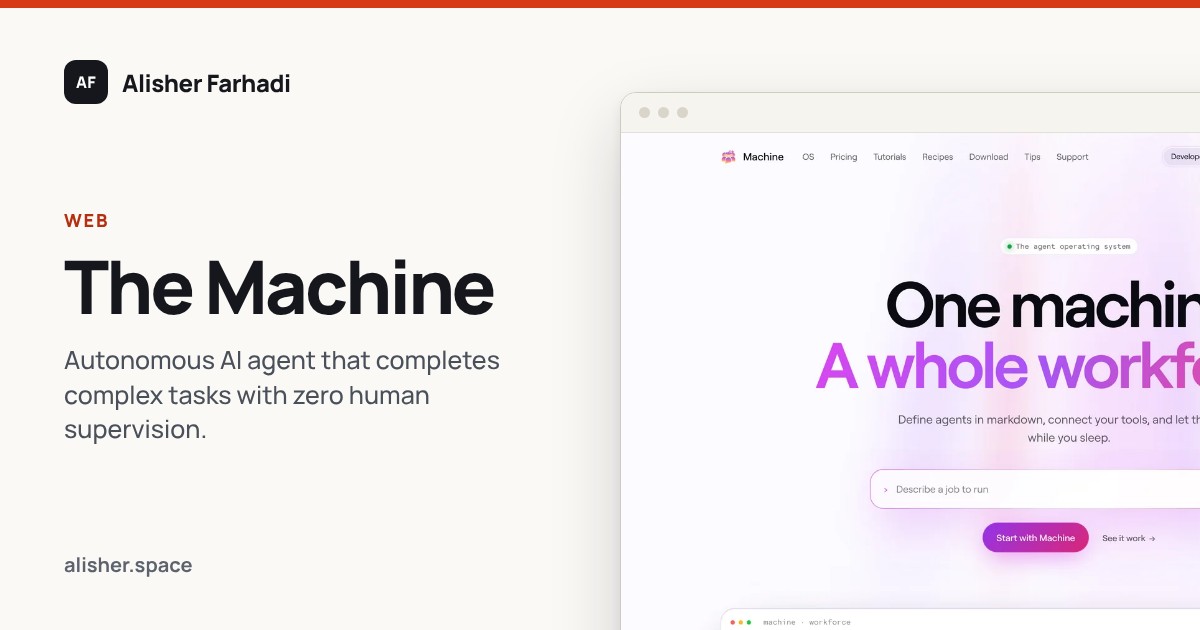 AF
Alisher Farhadi
WEB
The Machine
Autonomous AI agent that completes
complex tasks with zero human
supervision.
alisher.space
Machine OS Pricing Tutorials Recipes Download Tips Support
The agent operating system
One
A whole
Define agents in markdown, connect your tools, and let
while you sleep.
› Describe a job to run
Start with Machine See it work →
machine · workforce